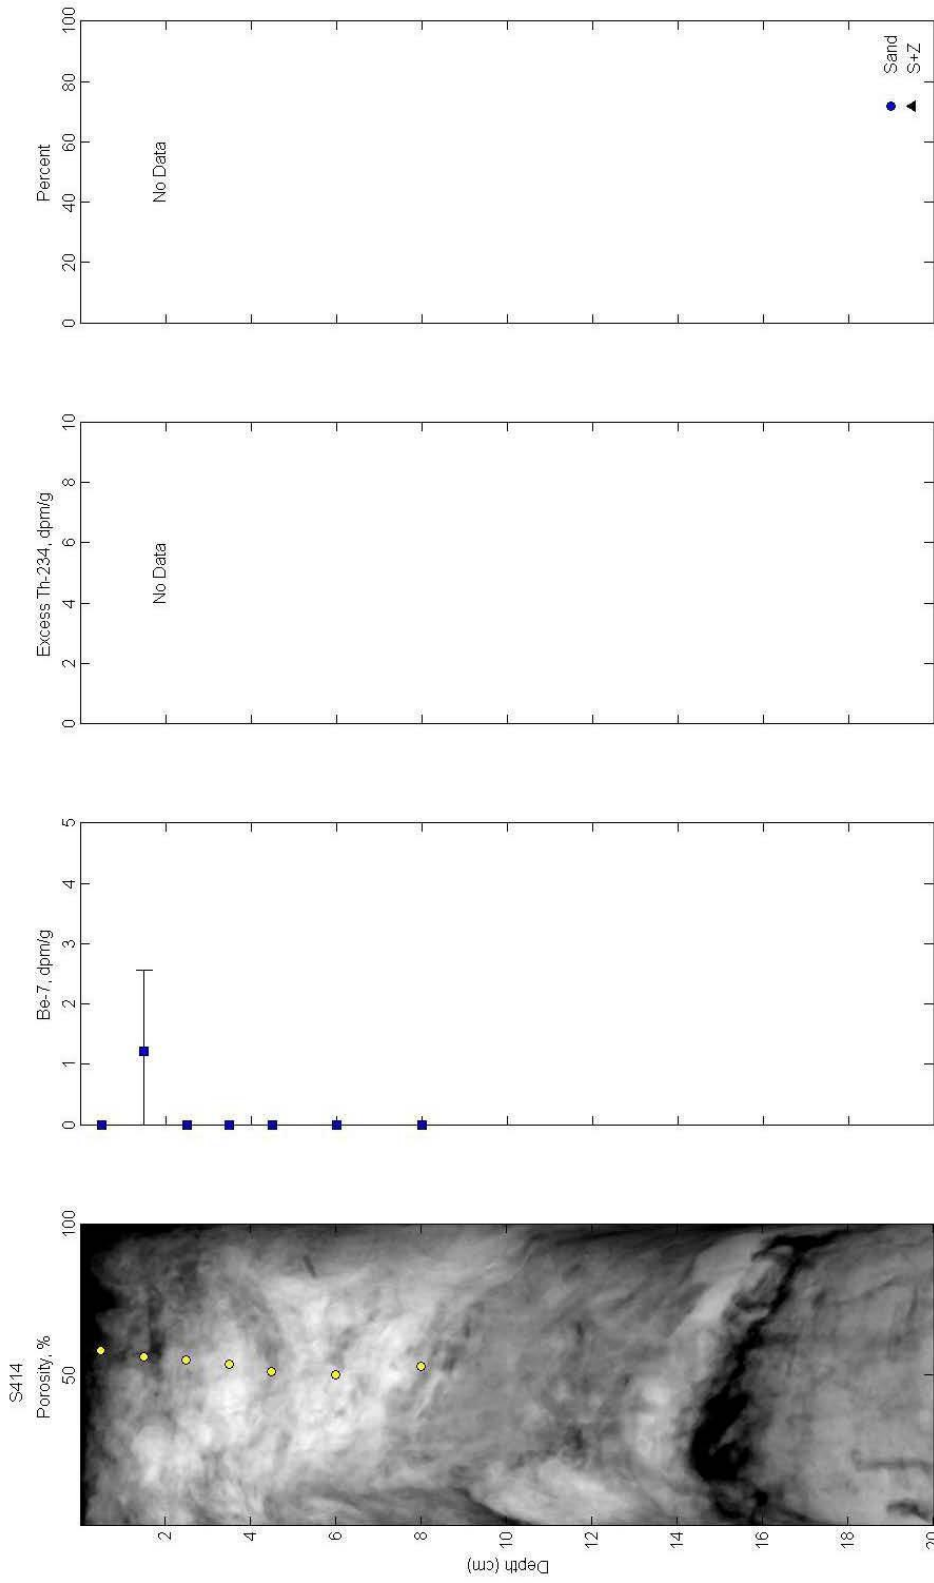 S414
Porosity, %
50 100
Be-7, dpm/g
0 1 2 3 4 5
Excess Th-234, dpm/g
0 2 4 6 8 10
Percent
0 20 40 60 80 100
No Data
No Data
Depth (cm)
2
4
6
8
10
12
14
16
18
20
Sand
S+Z